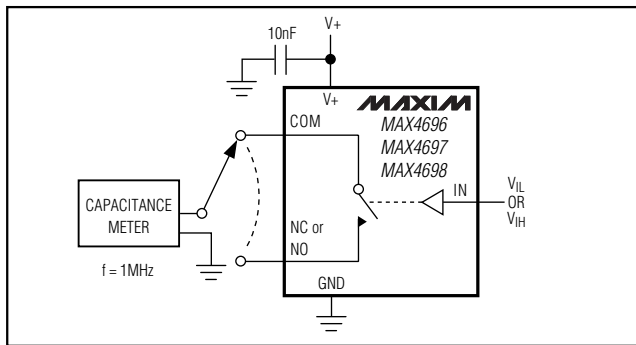 10nF
V+
V+
MAXIM
COM
MAX4696
MAX4697
MAX4698
IN
VIL
OR
VIH
CAPACITANCE
METER
NC or
NO
f = 1MHz
GND